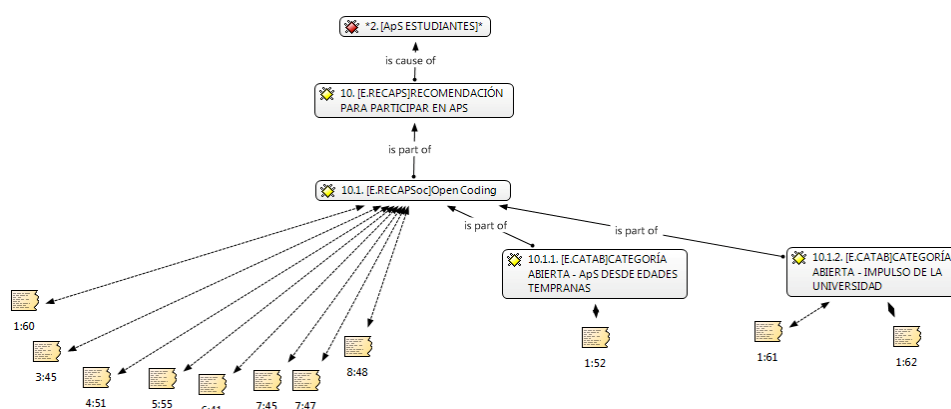 *2. [ApS ESTUDIANTES]*
is cause of
10. [E.RECAPS]RECOMENDACIÓN
PARA PARTICIPAR EN APS
is part of
10.1. [E.RECAPSoc]Open Coding
is part of
is part of
10.1.1. [E.CATAB]CATEGORÍA
ABIERTA - ApS DESDE EDADES
TEMPRANAS
10.1.2. [E.CATAB]CATEGORÍA
ABIERTA - IMPULSO DE LA
UNIVERSIDAD
1:60
3:45
4:51
5:55
6:41
7:45
7:47
8:48
1:52
1:61
1:62